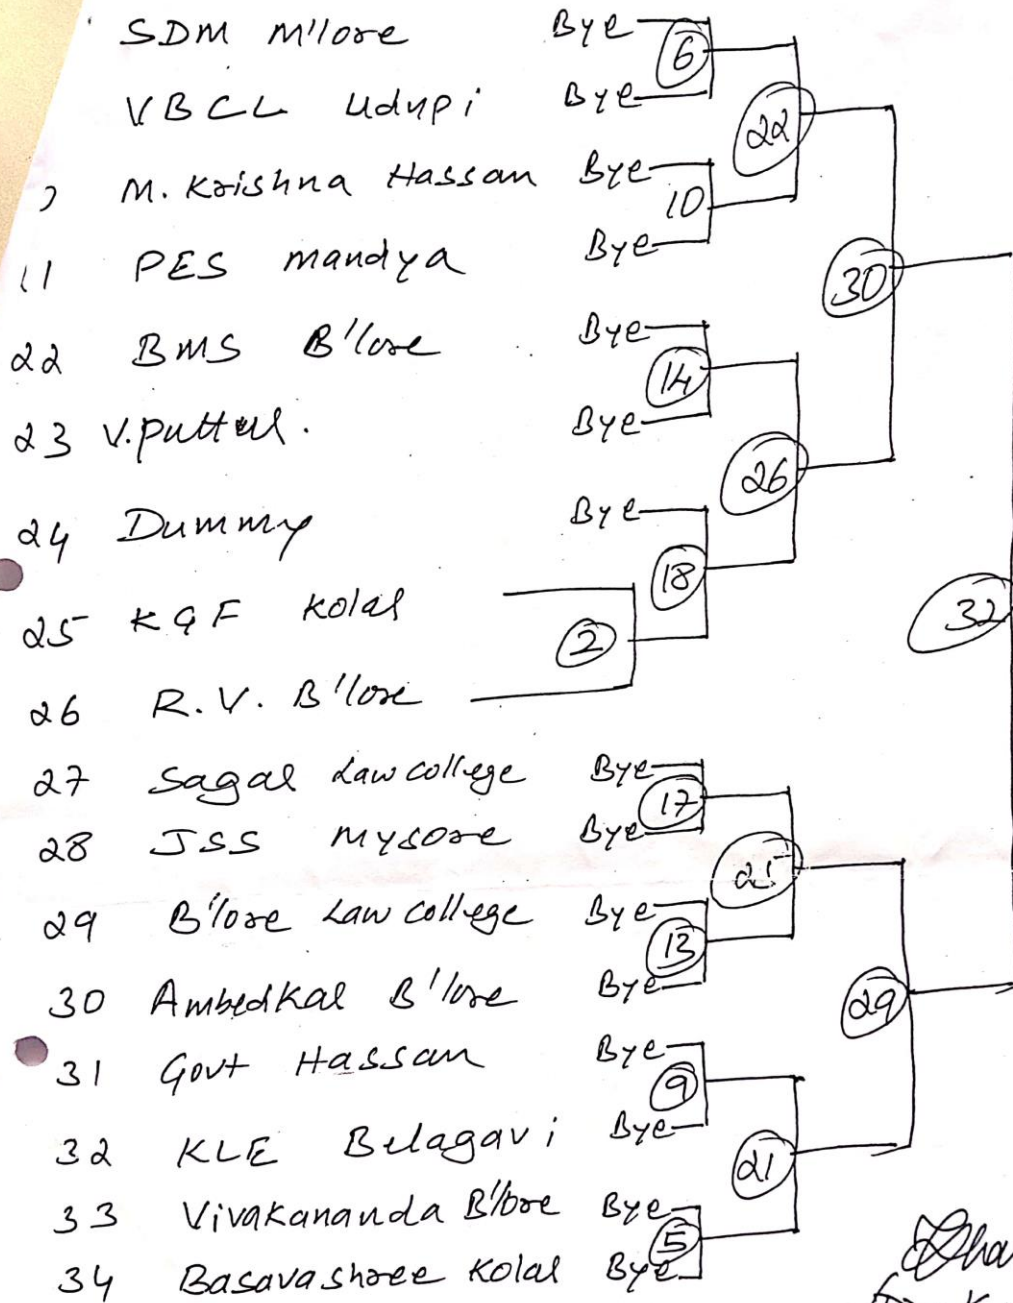 SDM M'lore Bye
6
VBCL Udupi Bye
22
M. Krishna Hassan Bye
10
11 PES mandya Bye
30
22 BMS B'lore Bye
14
23 V.puttur. Bye
26
24 Dummy Bye
18
25 KGF Kolar
32
2
26 R.V. B'lore
27 Sagar Law college Bye
17
28 JSS Mysore Bye
25
29 B'lore Law college Bye
13
30 Ambedkar B'lore Bye
29
31 Govt Hassan Bye
9
32 KLE Belagavi Bye
21
33 Vivakananda B'lore Bye
5
34 Basavashree Kolar Bye